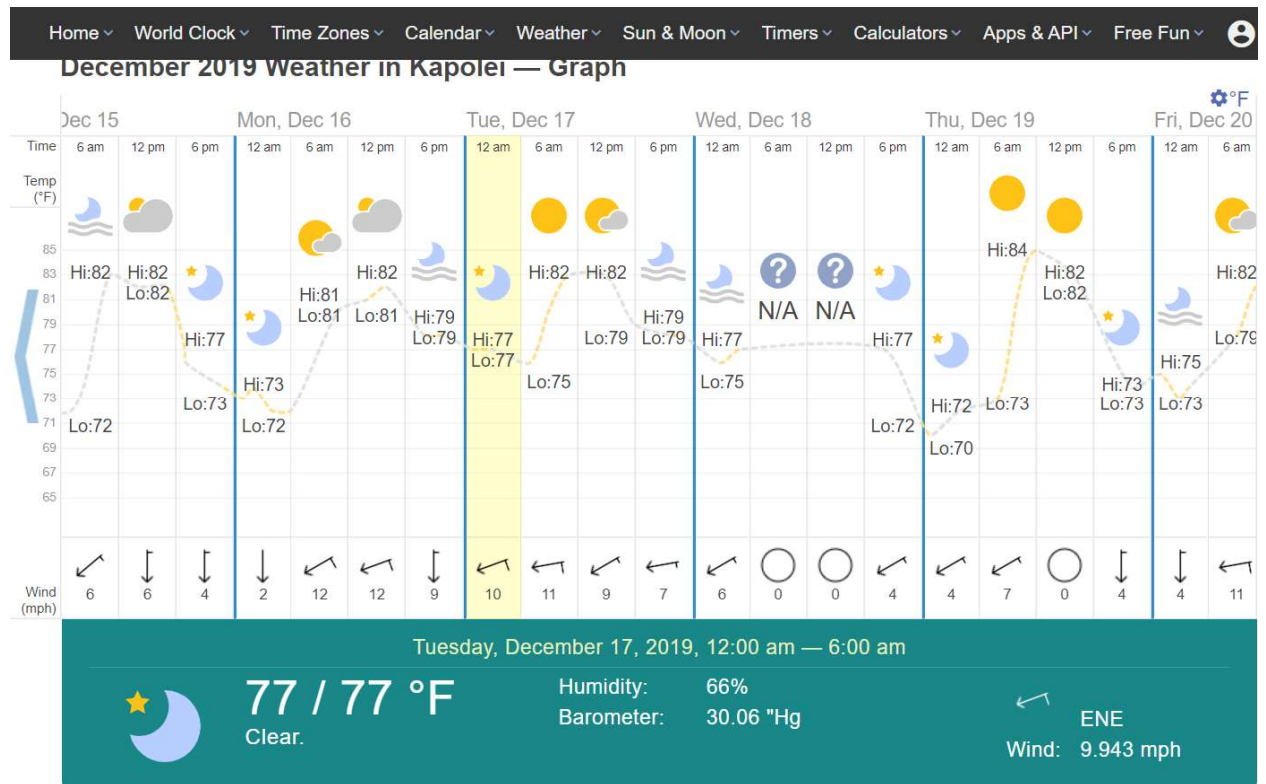 Home World Clock Time Zones Calendar Weather Sun & Moon Timers Calculators Apps & API Free Fun
December 2019 Weather in Kapolei — Graph
°F
Dec 15 Mon, Dec 16 Tue, Dec 17 Wed, Dec 18 Thu, Dec 19 Fri, Dec 20
Time 6 am 12 pm 6 pm 12 am 6 am 12 pm 6 pm 12 am 6 am 12 pm 6 pm 12 am 6 am 12 pm 6 pm 12 am 6 am 12 pm 6 pm 12 am 6 am
Temp
(°F)
85 Hi:84
83 Hi:82 Hi:82 Hi:82 Hi:82 Hi:82 ? ? Hi:82 Hi:82
Lo:82 Lo:82
81 Hi:81
N/A N/A
Lo:81 Lo:81 Hi:79 Hi:79
79
Hi:77 Lo:79 Hi:77 Lo:79 Lo:79 Hi:77 Hi:77 Lo:79
77
Lo:77 Hi:75
75 Hi:73 Lo:75 Lo:75 Hi:73
73 Lo:73 Hi:72 Lo:73 Lo:73 Lo:73
71 Lo:72 Lo:72 Lo:72
69 Lo:70
67
65
Wind 6 6 4 2 12 12 9 10 11 9 7 6 0 0 4 4 7 0 4 4 11
(mph)
Tuesday, December 17, 2019, 12:00 am — 6:00 am
77 / 77 °F
Clear.
Humidity: 66%
Barometer: 30.06 "Hg
ENE
Wind: 9.943 mph